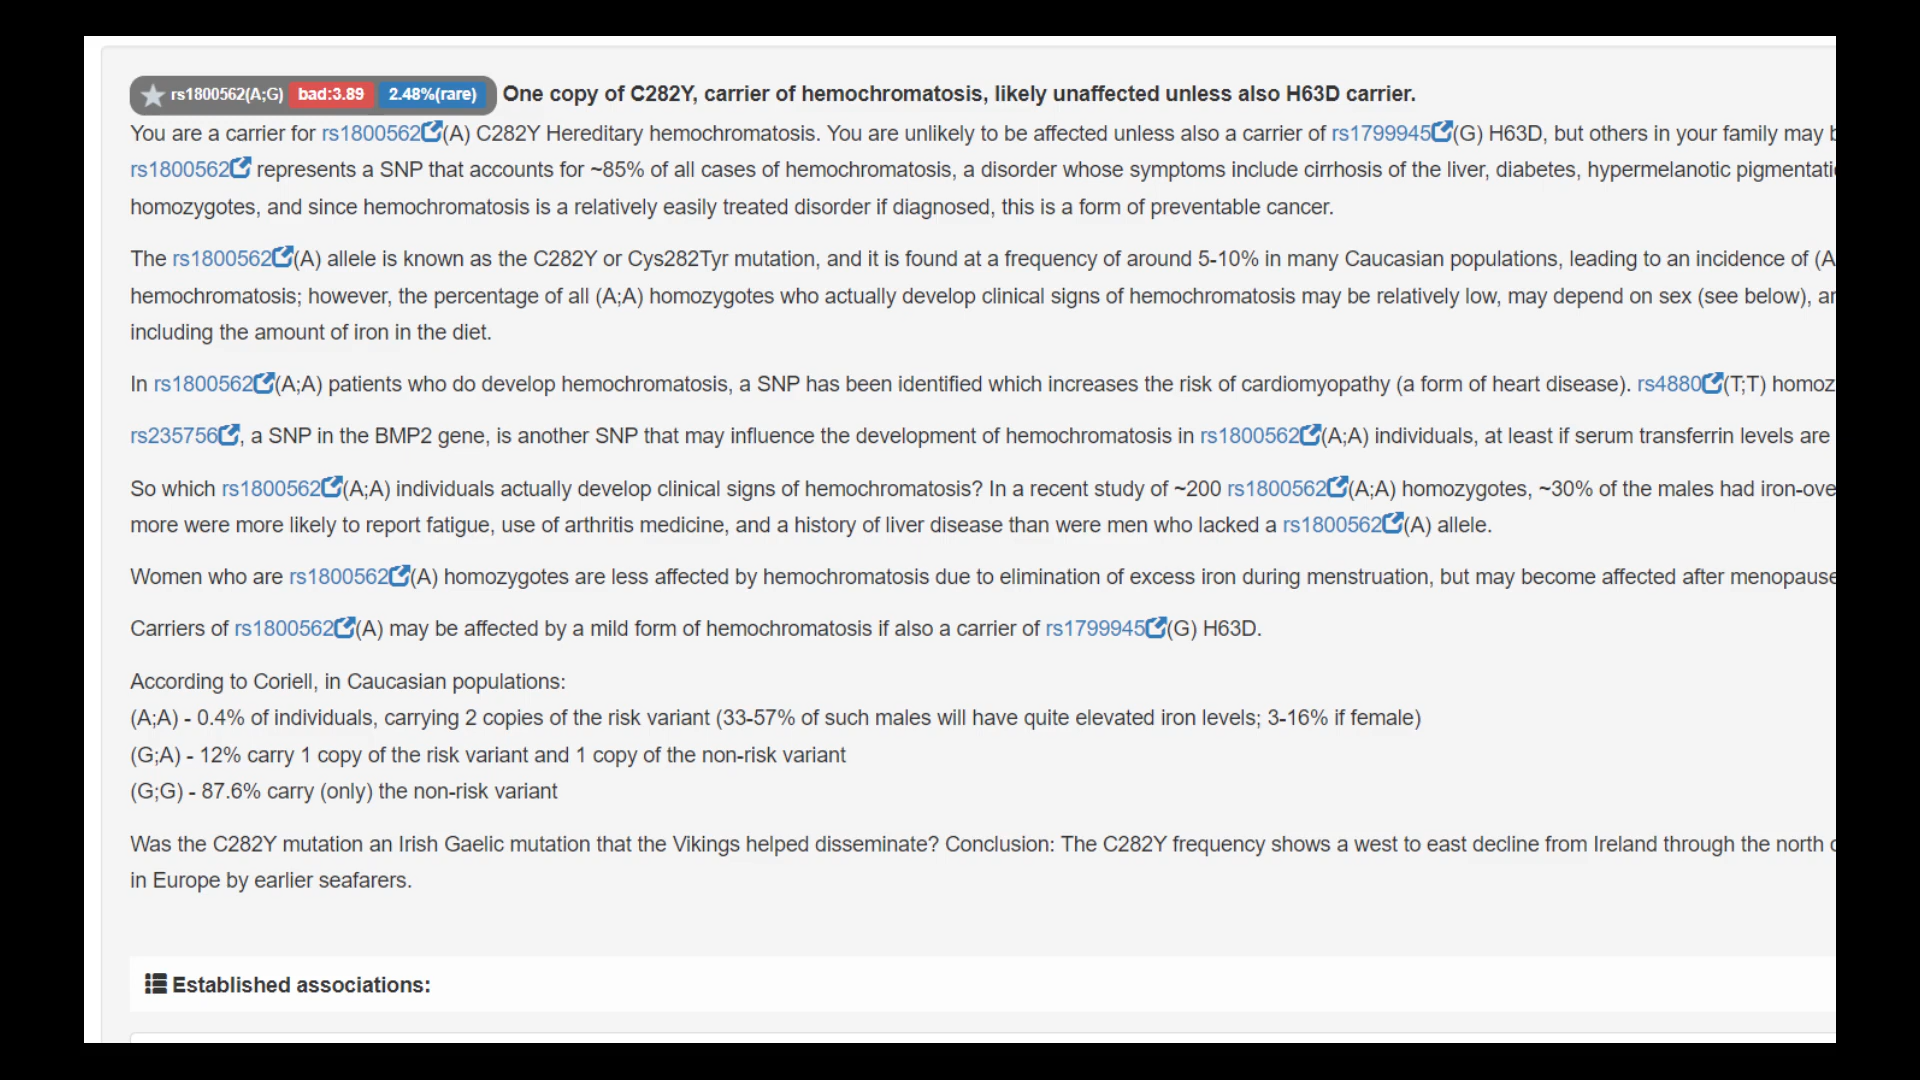 rs1800562(A;G) bad:3.89 2.48%(rare) One copy of C282Y, carrier of hemochromatosis, likely unaffected unless also H63D carrier.
You are a carrier for rs1800562(A) C282Y Hereditary hemochromatosis. You are unlikely to be affected unless also a carrier of rs1799945(G) H63D, but others in your family may
rs1800562 represents a SNP that accounts for ~85% of all cases of hemochromatosis, a disorder whose symptoms include cirrhosis of the liver, diabetes, hypermelanotic
homozygotes, and since hemochromatosis is a relatively easily treated disorder if diagnosed, this is a form of preventable cancer.
The rs1800562(A) allele is known as the C282Y or Cys282Tyr mutation, and it is found at a frequency of around 5-10% in many Caucasian populations, leading to an incidence of (A
hemochromatosis; however, the percentage of all (A;A) homozygotes who actually develop clinical signs of hemochromatosis may be relatively low, may depend on sex (see below),
including the amount of iron in the diet.
In rs1800562(A;A) patients who do develop hemochromatosis, a SNP has been identified which increases the risk of cardiomyopathy (a form of heart disease). rs4880(T;T) homoz
rs235756, a SNP in the BMP2 gene, is another SNP that may influence the development of hemochromatosis in rs1800562(A;A) individuals, at least if serum transferrin levels are
So which rs1800562(A;A) individuals actually develop clinical signs of hemochromatosis? In a recent study of ~200 rs1800562(A;A) homozygotes, ~30% of the males had iron-ove
more were more likely to report fatigue, use of arthritis medicine, and a history of liver disease than were men who lacked a rs1800562(A) allele.
Women who are rs1800562(A) homozygotes are less affected by hemochromatosis due to elimination of excess iron during menstruation, but may become affected after menopause
Carriers of rs1800562(A) may be affected by a mild form of hemochromatosis if also a carrier of rs1799945(G) H63D.
According to Coriell, in Caucasian populations:
(A;A) - 0.4% of individuals, carrying 2 copies of the risk variant (33-57% of such males will have quite elevated iron levels; 3-16% if female)
(G;A) - 12% carry 1 copy of the risk variant and 1 copy of the non-risk variant
(G;G) - 87.6% carry (only) the non-risk variant
Was the C282Y mutation an Irish Gaelic mutation that the Vikings helped disseminate? Conclusion: The C282Y frequency shows a west to east decline from Ireland through the north
in Europe by earlier seafarers.
Established associations: